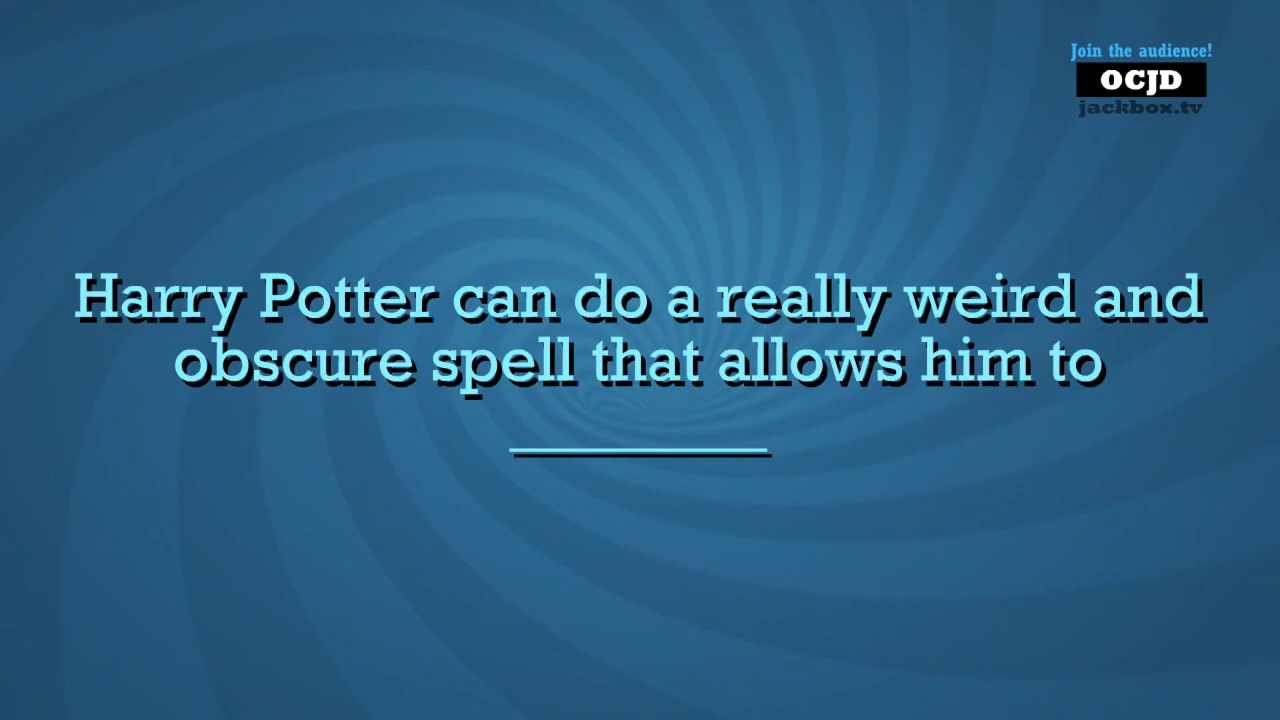 Join the audience!
OCJD
jackbox.tv
Harry Potter can do a really weird and
obscure spell that allows him to